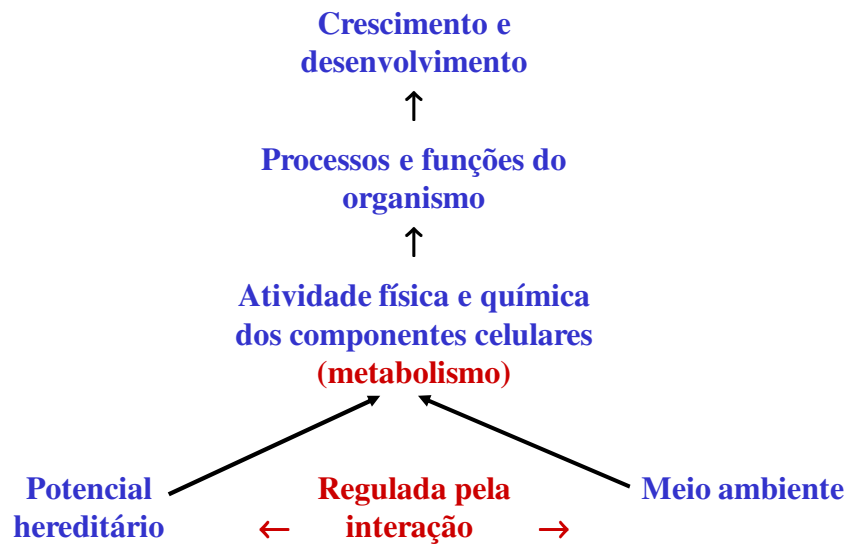 Crescimento e
desenvolvimento
↑
Processos e funções do
organismo
↑
Atividade física e química
dos componentes celulares
(metabolismo)
Potencial
hereditário
← Regulada pela
interação →
Meio ambiente